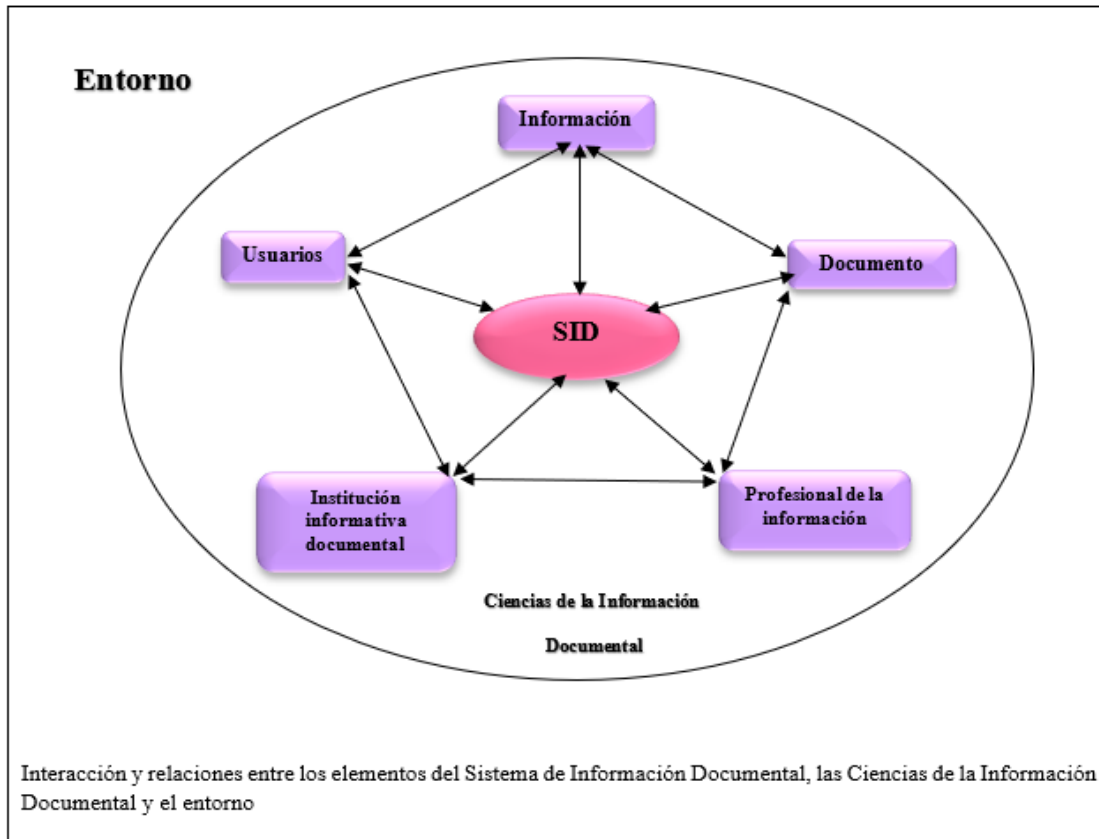 Entorno
Información
Usuarios
Documento
SID
Institución
informativa
documental
Profesional de la
información
Ciencias de la Información
Documental
Interacción y relaciones entre los elementos del Sistema de Información Documental, las Ciencias de la Información
Documental y el entorno